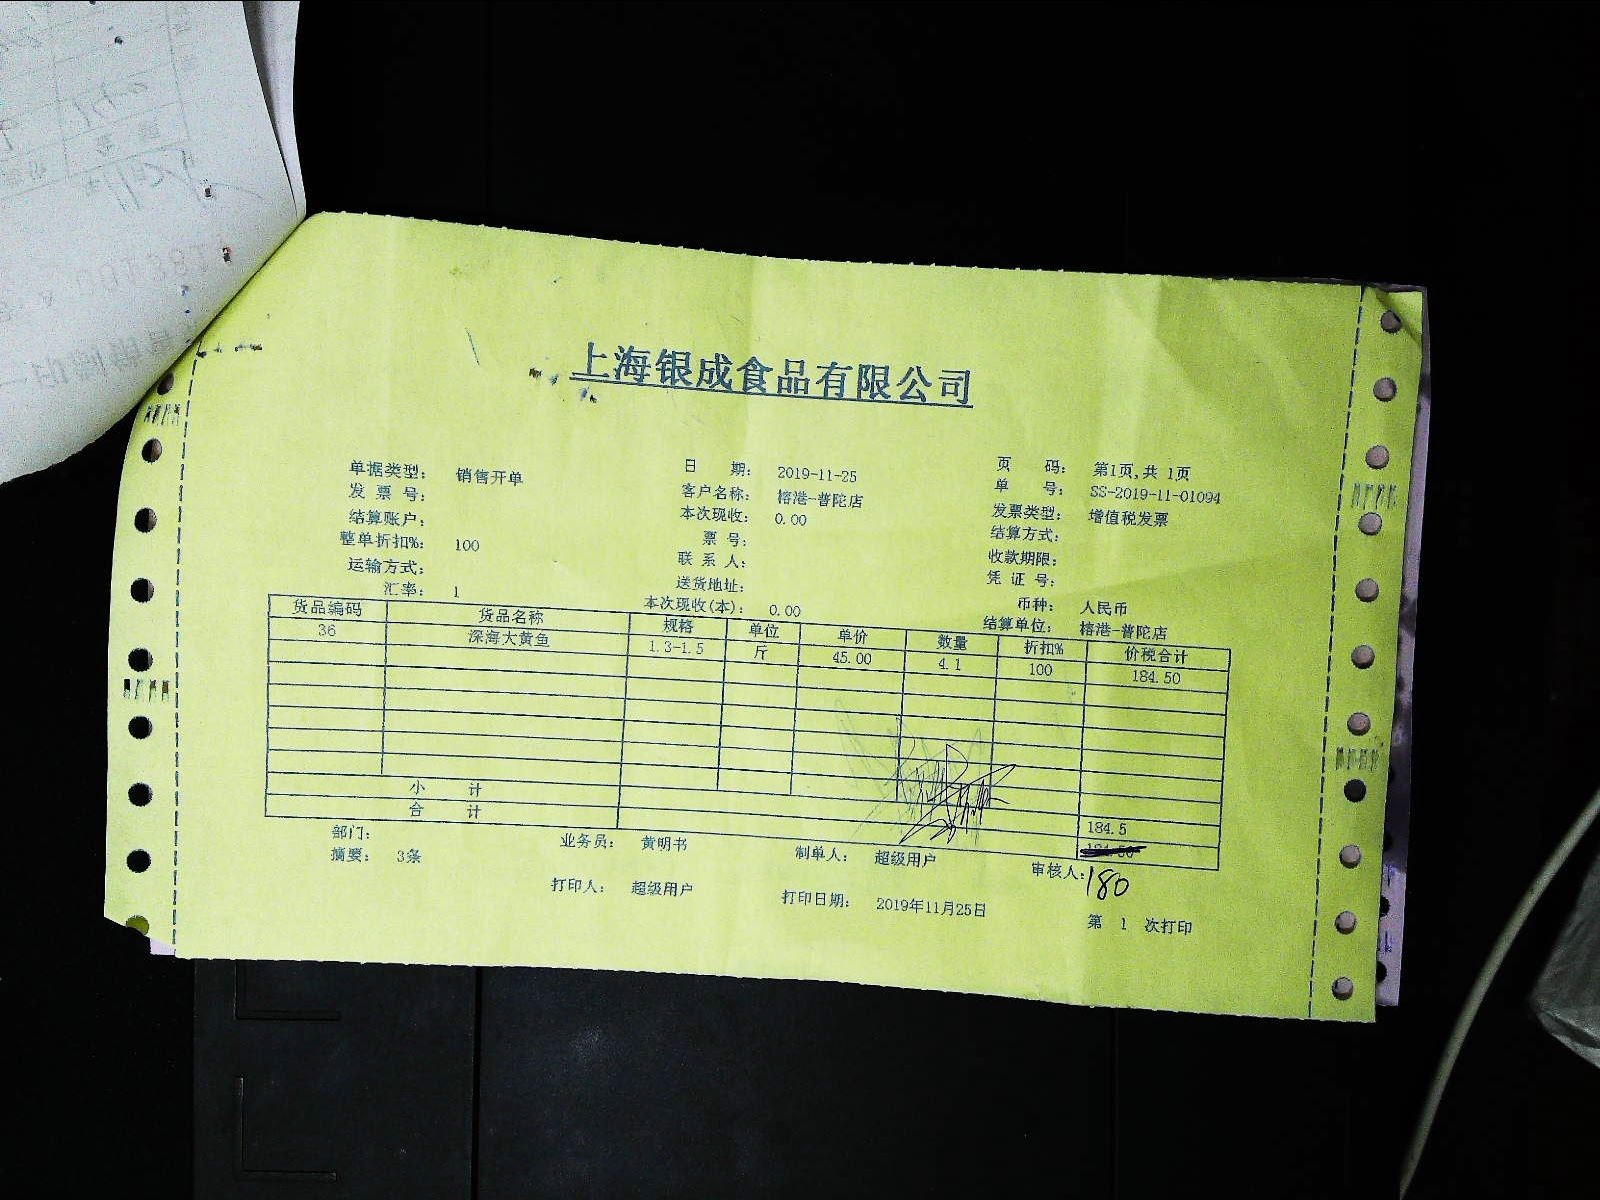 上海银成食品有限公司
单据类型： 销售开单 日 期： 2019-11-25 页 码： 第1页,共 1页
发 票 号： 客户名称： 榕港-普陀店 单 号： SS-2019-11-01094
结算账户： 本次现收： 0.00 发票类型： 增值税发票
整单折扣%： 100 票 号： 结算方式：
运输方式： 联 系 人： 收款期限：
汇率： 1 送货地址： 凭 证 号：
本次现收(本)： 0.00 币种： 人民币
结算单位： 榕港-普陀店
货品编码 货品名称 规格 单位 单价 数量 折扣% 价税合计
36 深海大黄鱼 1.3-1.5 斤 45.00 4.1 100 184.50
小 计 184.5
合 计 184.50
180
部门： 业务员： 黄明书 制单人： 超级用户 审核人：
摘要： 3条
打印人： 超级用户 打印日期： 2019年11月25日 第 1 次打印